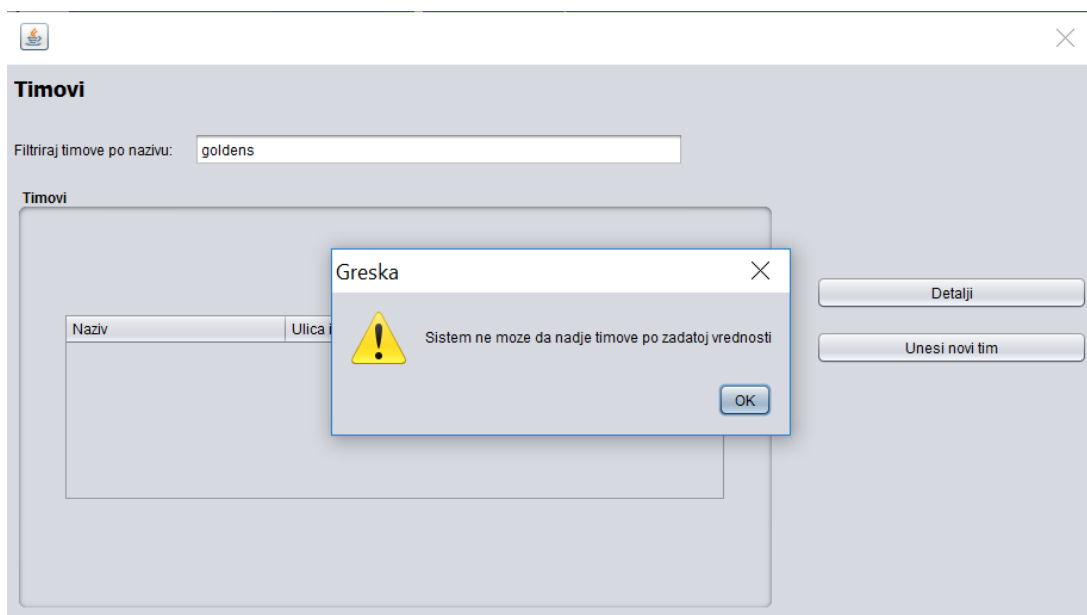 Timovi
Filtriraj timove po nazivu: goldens
Timovi
Greska
Detalji
Naziv Ulica i
Sistem ne moze da nadje timove po zadatoj vrednosti
Unesi novi tim
OK